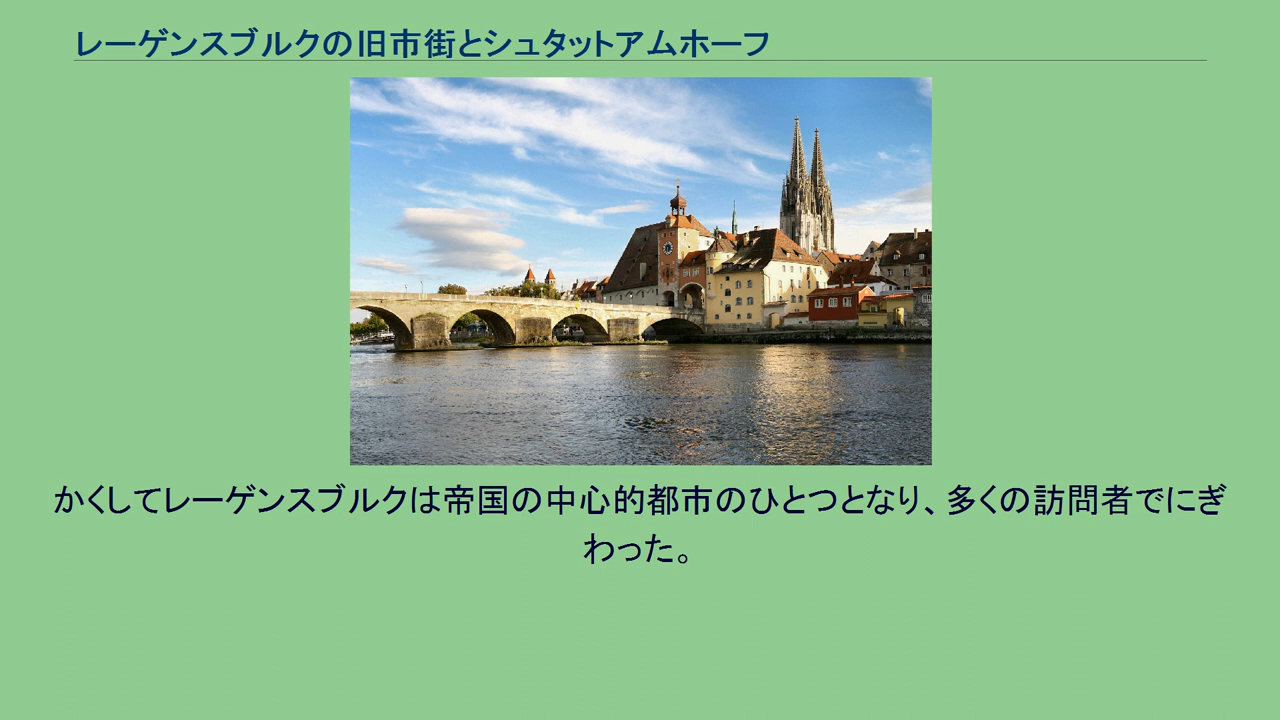 レーゲンスブルクの旧市街とシュタットアムホーフ
かくしてレーゲンスブルクは帝国の中心的都市のひとつとなり、多くの訪問者でにぎ
わった。